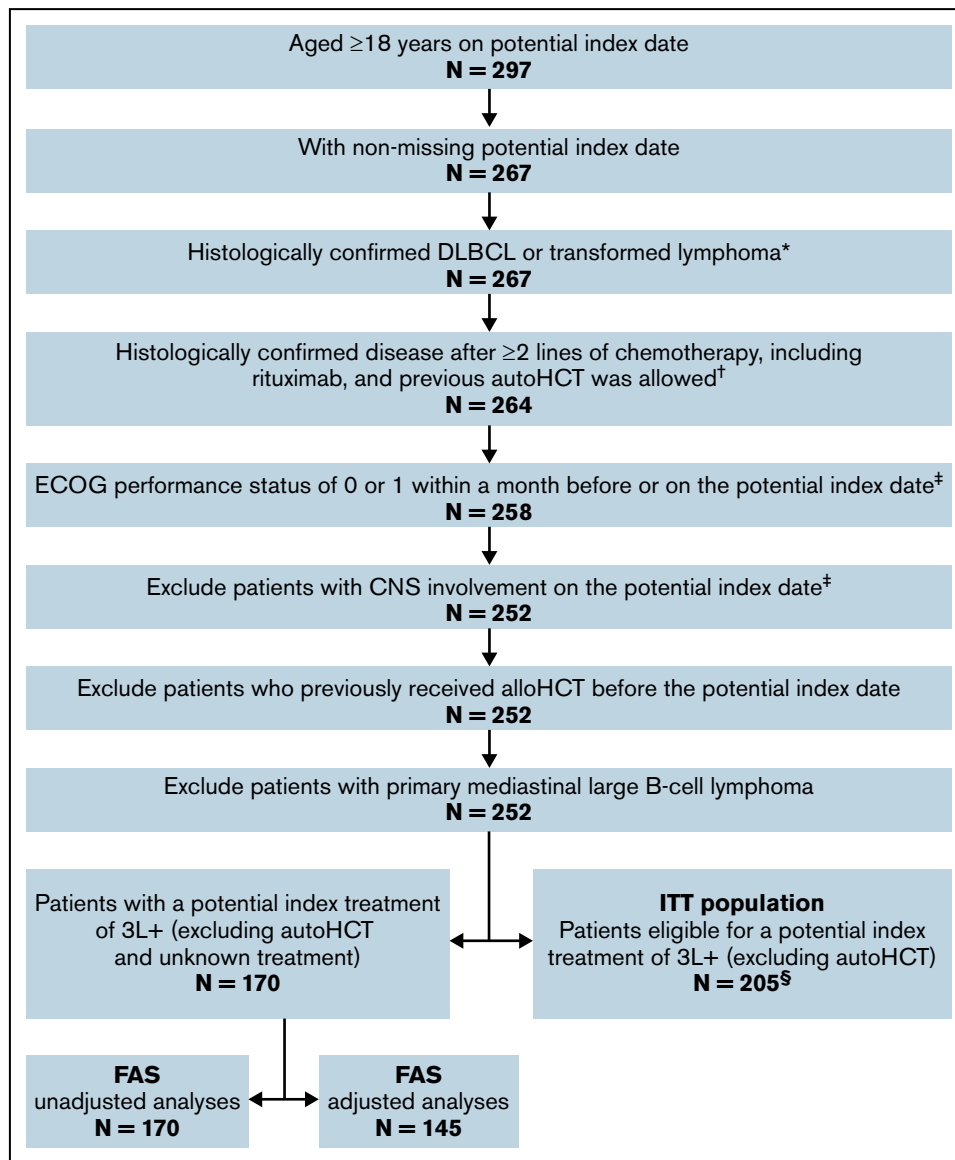 Aged ≥18 years on potential index date
N = 297
With non-missing potential index date
N = 267
Histologically confirmed DLBCL or transformed lymphoma*
N = 267
Histologically confirmed disease after ≥2 lines of chemotherapy, including
rituximab, and previous autoHCT was allowed†
N = 264
ECOG performance status of 0 or 1 within a month before or on the potential index date‡
N = 258
Exclude patients with CNS involvement on the potential index date‡
N = 252
Exclude patients who previously received alloHCT before the potential index date
N = 252
Exclude patients with primary mediastinal large B-cell lymphoma
N = 252
Patients with a potential index treatment
of 3L+ (excluding autoHCT
and unknown treatment)
N = 170
ITT population
Patients eligible for a potential index
treatment of 3L+ (excluding autoHCT)
N = 205§
FAS
unadjusted analyses
N = 170
FAS
adjusted analyses
N = 145